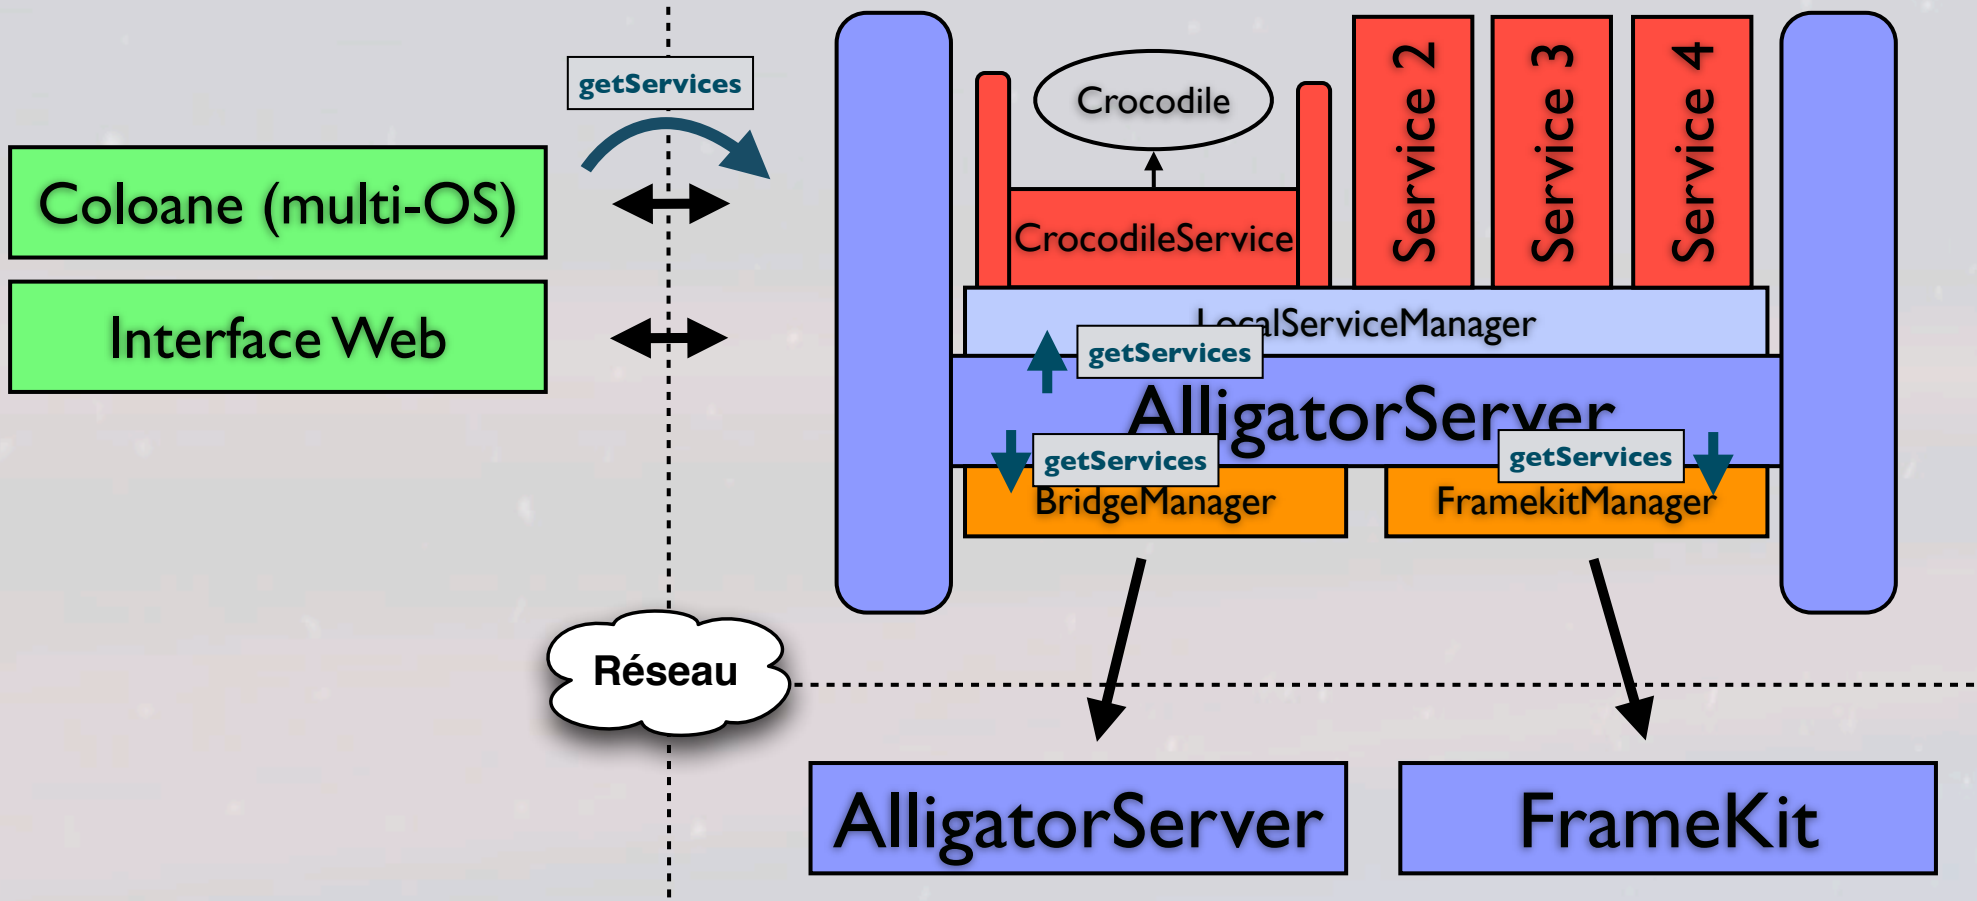 getServices
Coloane (multi-OS)
Interface Web
Crocodile
CrocodileService
Service 2
Service 3
Service 4
LocalServiceManager
getServices
AlligatorServer
getServices
getServices
BridgeManager
FramekitManager
Réseau
AlligatorServer
FrameKit